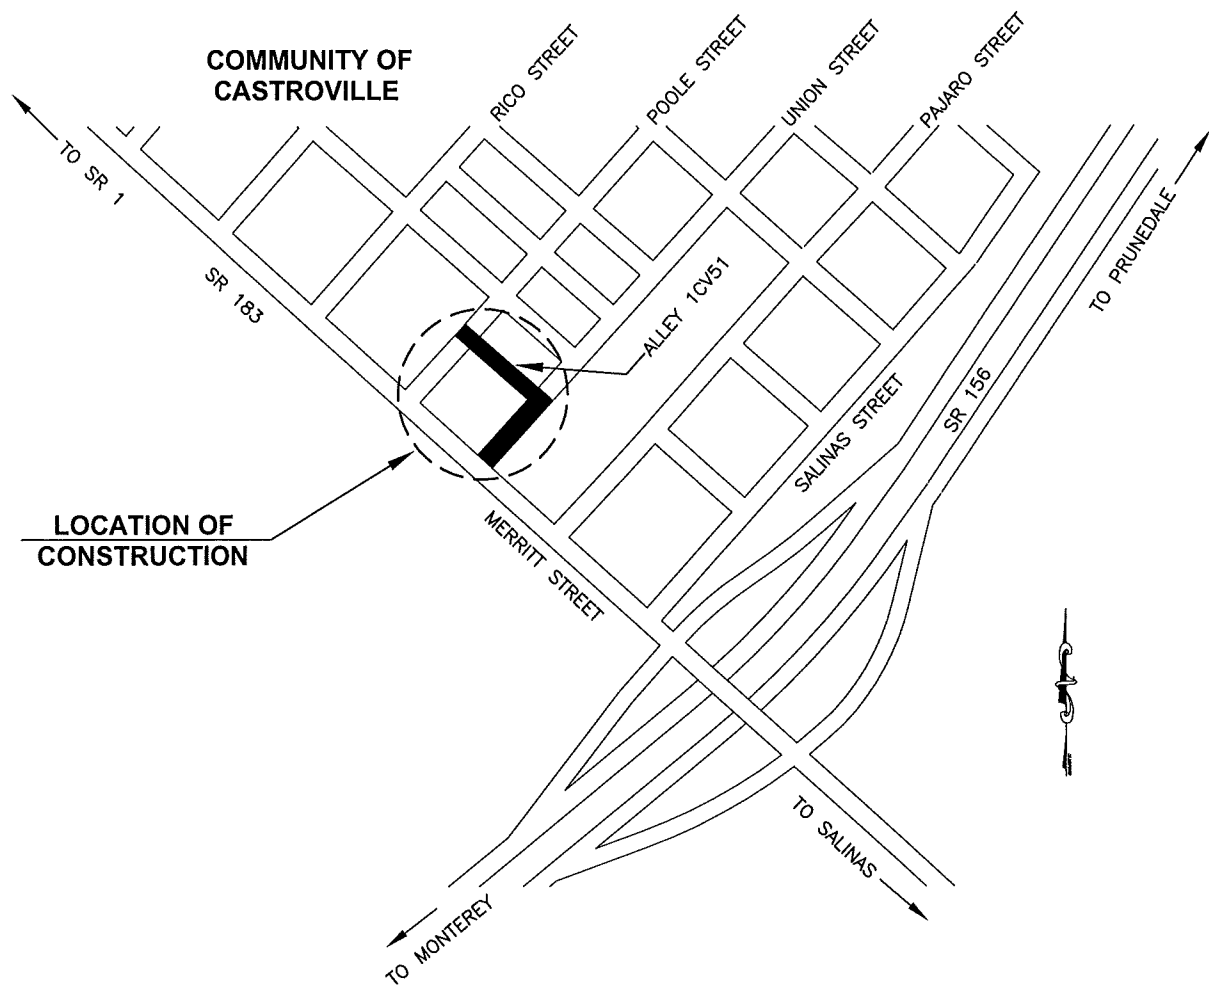 COMMUNITY OF
CASTROVILLE
RICO STREET
POOLE STREET
UNION STREET
PAJARO STREET
TO SR 1
SR 183
ALLEY 1CV51
TO PRUNEDALE
SR 156
SALINAS STREET
LOCATION OF
CONSTRUCTION
MERRITT STREET
TO SALINAS
TO MONTEREY